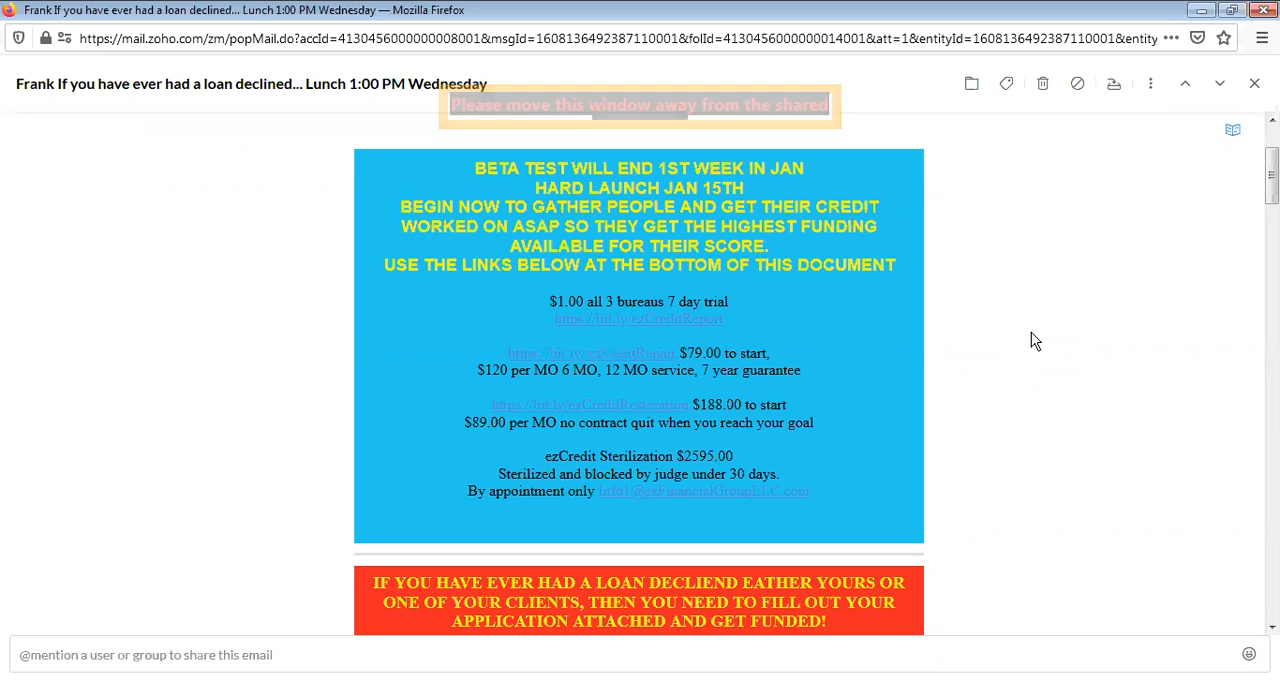 Frank If you have ever had a loan declined... Lunch 1:00 PM Wednesday — Mozilla Firefox
https://mail.zoho.com/zm/popMail.do?accId=4130456000000008001&msgId=1608136492387110001&folId=4130456000000014001&att=1&entityId=1608136492387110001&entity
Frank If you have ever had a loan declined... Lunch 1:00 PM Wednesday
Please move this window away from the shared
BETA TEST WILL END 1ST WEEK IN JAN
HARD LAUNCH JAN 15TH
BEGIN NOW TO GATHER PEOPLE AND GET THEIR CREDIT
WORKED ON ASAP SO THEY GET THE HIGHEST FUNDING
AVAILABLE FOR THEIR SCORE.
USE THE LINKS BELOW AT THE BOTTOM OF THIS DOCUMENT
$1.00 all 3 bureaus 7 day trial
https://bit.ly/ezCreditReport
https://bit.ly/ezCreditRepair $79.00 to start,
$120 per MO 6 MO, 12 MO service, 7 year guarantee
https://bit.ly/ezCreditRestoration $188.00 to start
$89.00 per MO no contract quit when you reach your goal
ezCredit Sterilization $2595.00
Sterilized and blocked by judge under 30 days.
By appointment only Info1@ezFinancialGroupLLC.com
IF YOU HAVE EVER HAD A LOAN DECLIEND EATHER YOURS OR
ONE OF YOUR CLIENTS, THEN YOU NEED TO FILL OUT YOUR
APPLICATION ATTACHED AND GET FUNDED!
@mention a user or group to share this email